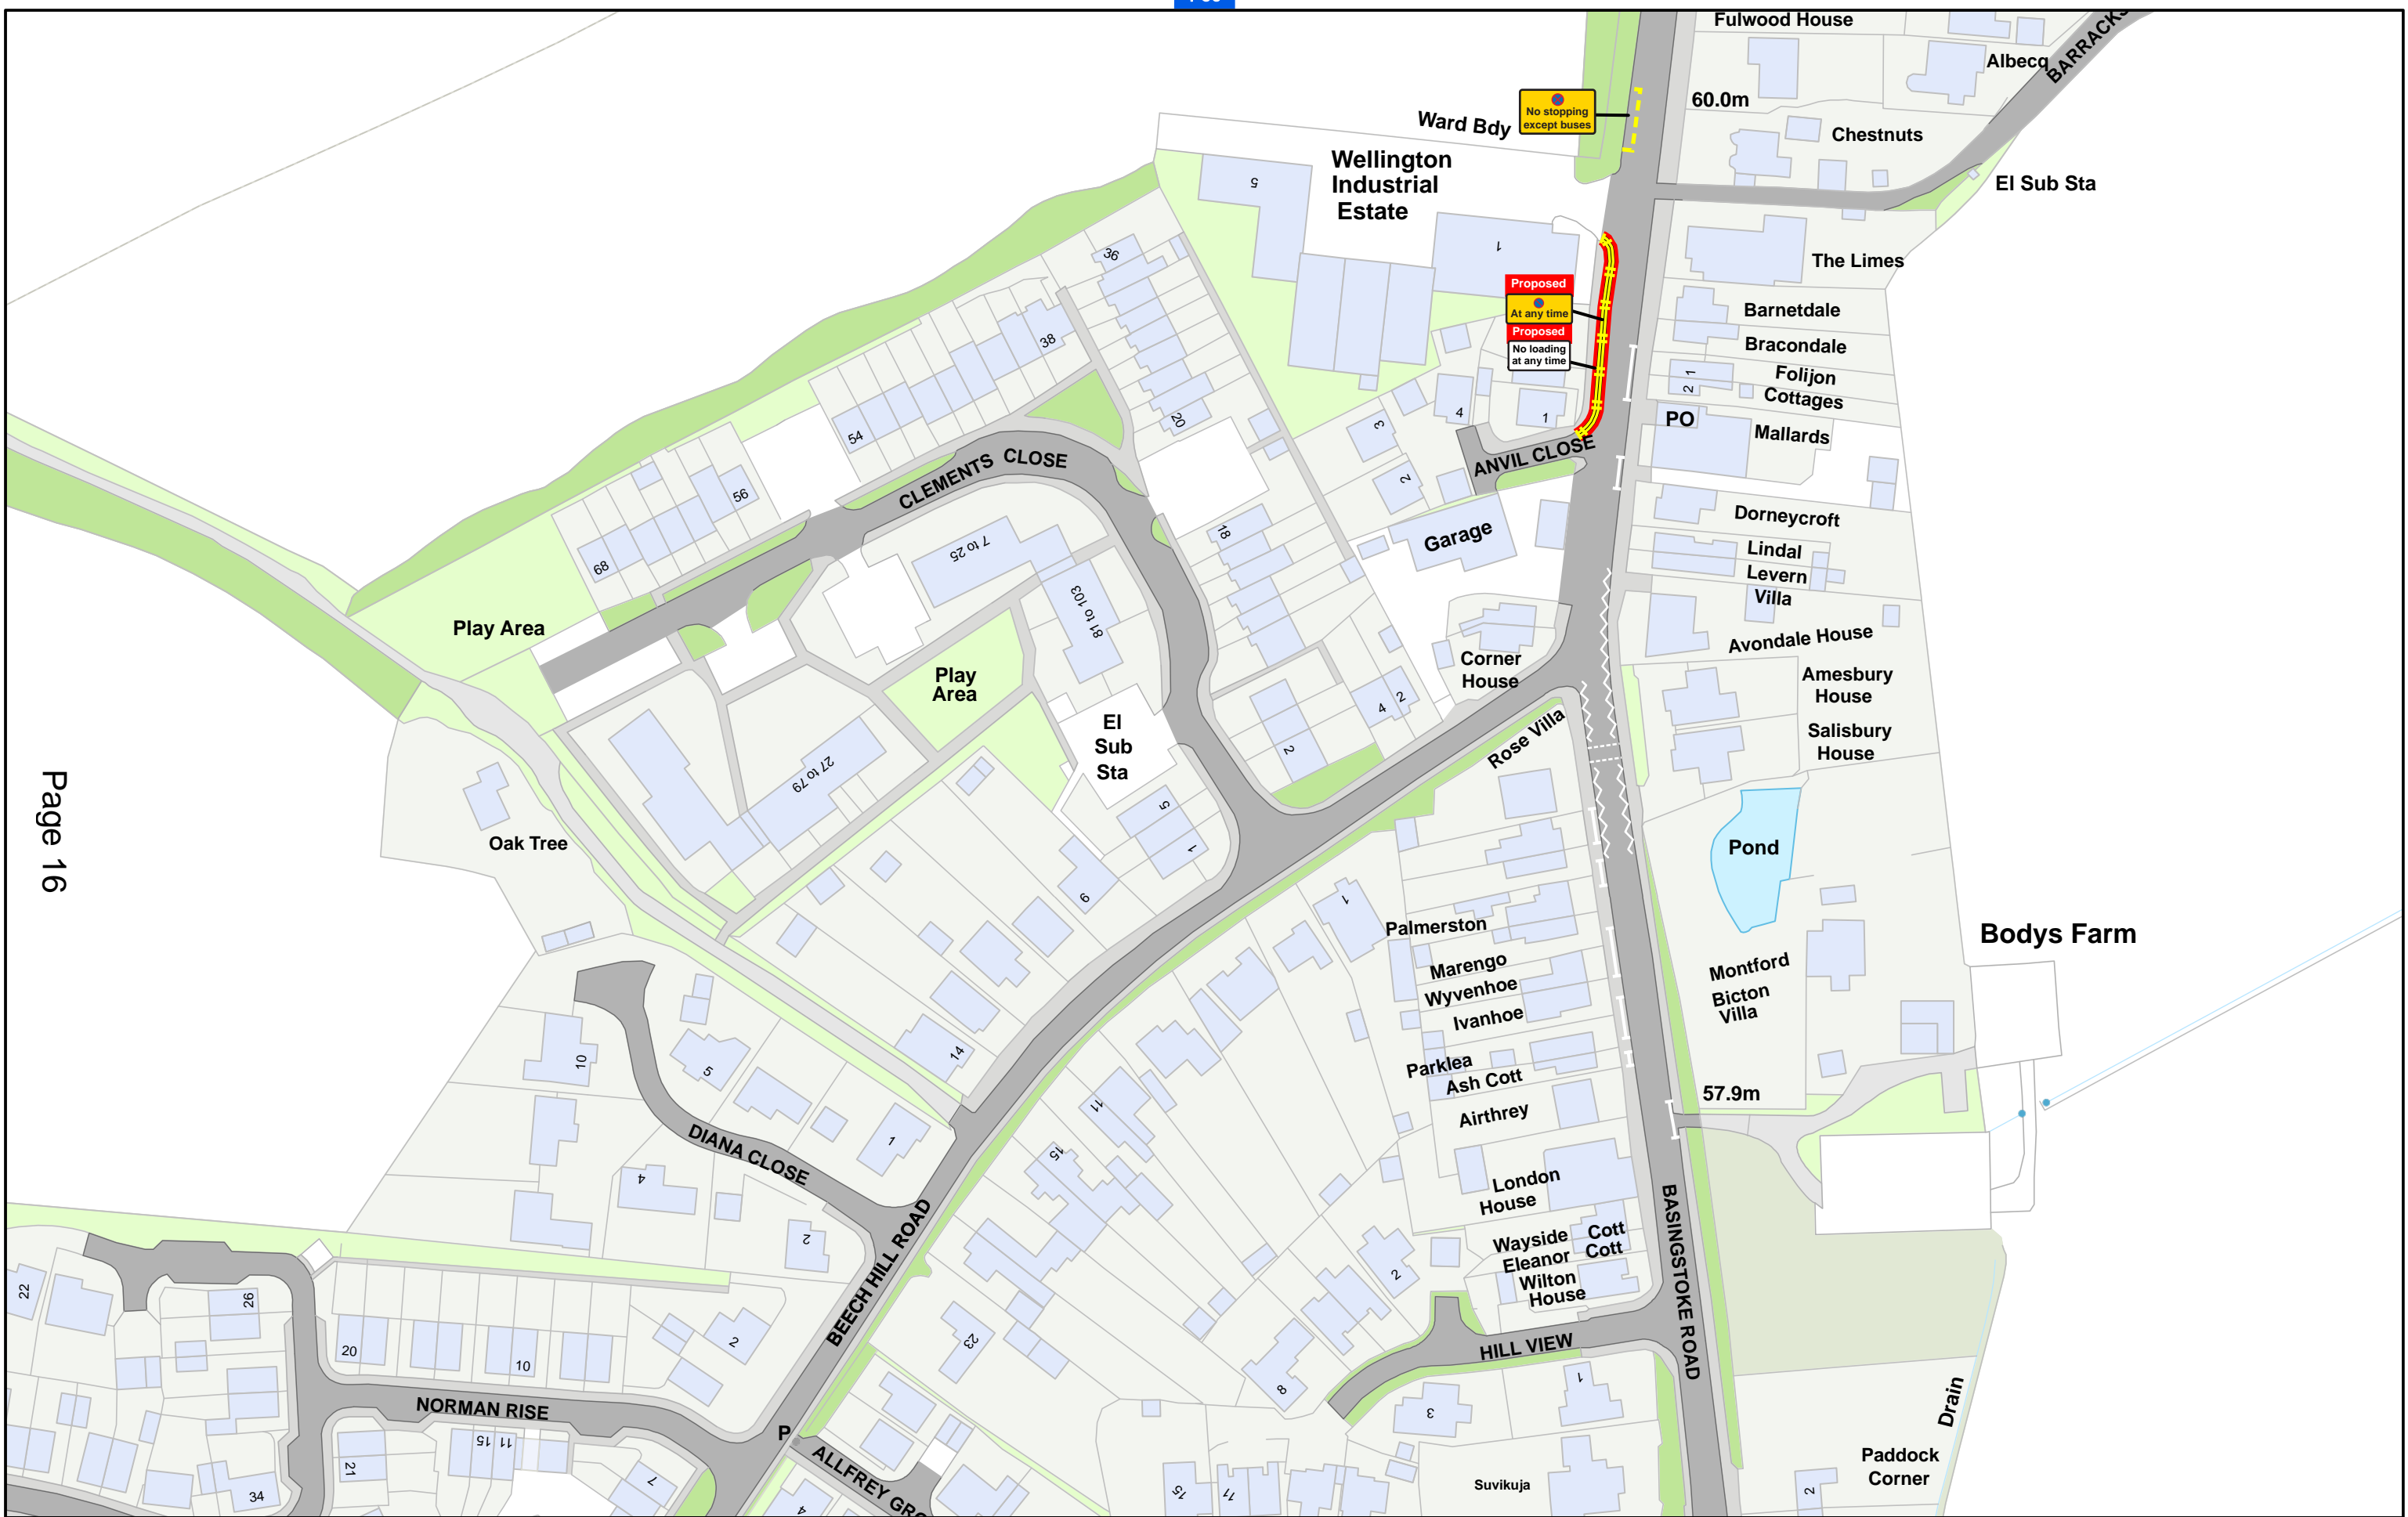 Fulwood House
BARRACKS
Albecq
60.0m
No stopping
except buses
Ward Bdy
Chestnuts
Wellington
Industrial
Estate
El Sub Sta
5
1
36
The Limes
Proposed
At any time
Proposed
No loading
at any time
Barnetdale
Bracondale
Folijon
Cottages
1
2
38
20
54
4
1
3
2
PO
Mallards
ANVIL CLOSE
CLEMENTS CLOSE
56
68
18
7 to 25
Garage
Dorneycroft
Lindal
Levern
Villa
81 to 103
Play Area
Avondale House
Corner
House
Play
Area
Amesbury
House
2
4
2
Rose Villa
El
Sub
Sta
Salisbury
House
27 to 79
Page 16
Oak Tree
5
1
9
Pond
1
Palmerston
Bodys Farm
Marengo
Wyvenhoe
Ivanhoe
Montford
Bicton
Villa
14
10
5
Parklea
Ash Cott
Airthrey
57.9m
11
DIANA CLOSE
1
15
4
2
London
House
BASINGSTOKE ROAD
BEECH HILL ROAD
Wayside Cott
Eleanor Cott
Wilton
House
2
22
26
20
10
2
23
8
HILL VIEW
1
3
NORMAN RISE
P
ALLFREY GRO
Drain
Paddock
Corner
Suvikuja
15
11
21
34
7
4
15
11
2